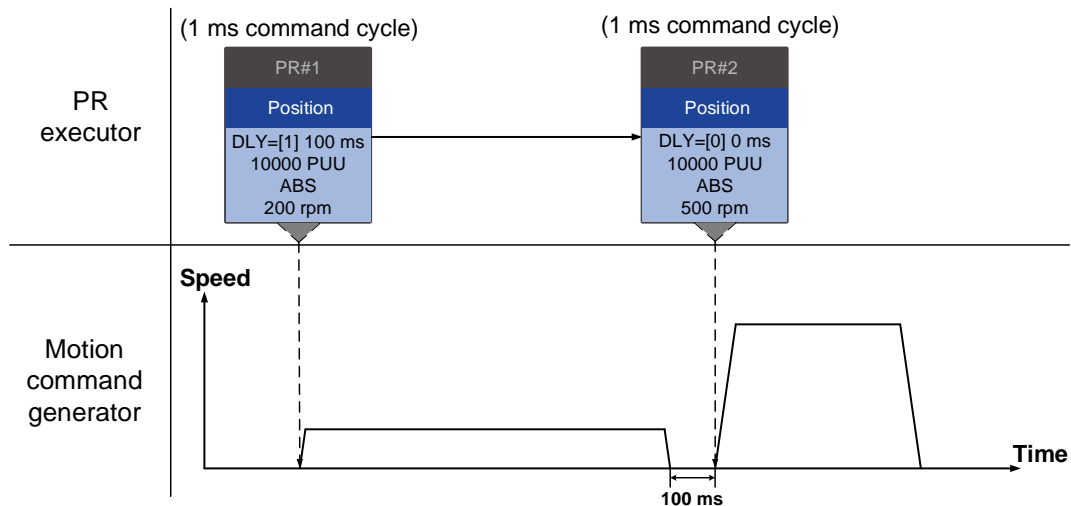 (1 ms command cycle)
(1 ms command cycle)
PR
executor
PR#1
Position
DLY=[1] 100 ms
10000 PUU
ABS
200 rpm
PR#2
Position
DLY=[0] 0 ms
10000 PUU
ABS
500 rpm
Motion
command
generator
Speed
Time
100 ms